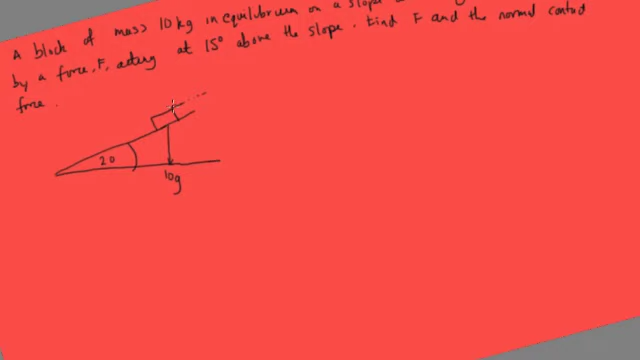 A block of mass 10 kg in equilibrium on a slope
by a force, F, acting at 15° above the slope. Find F and the normal contact
force.
20
10g